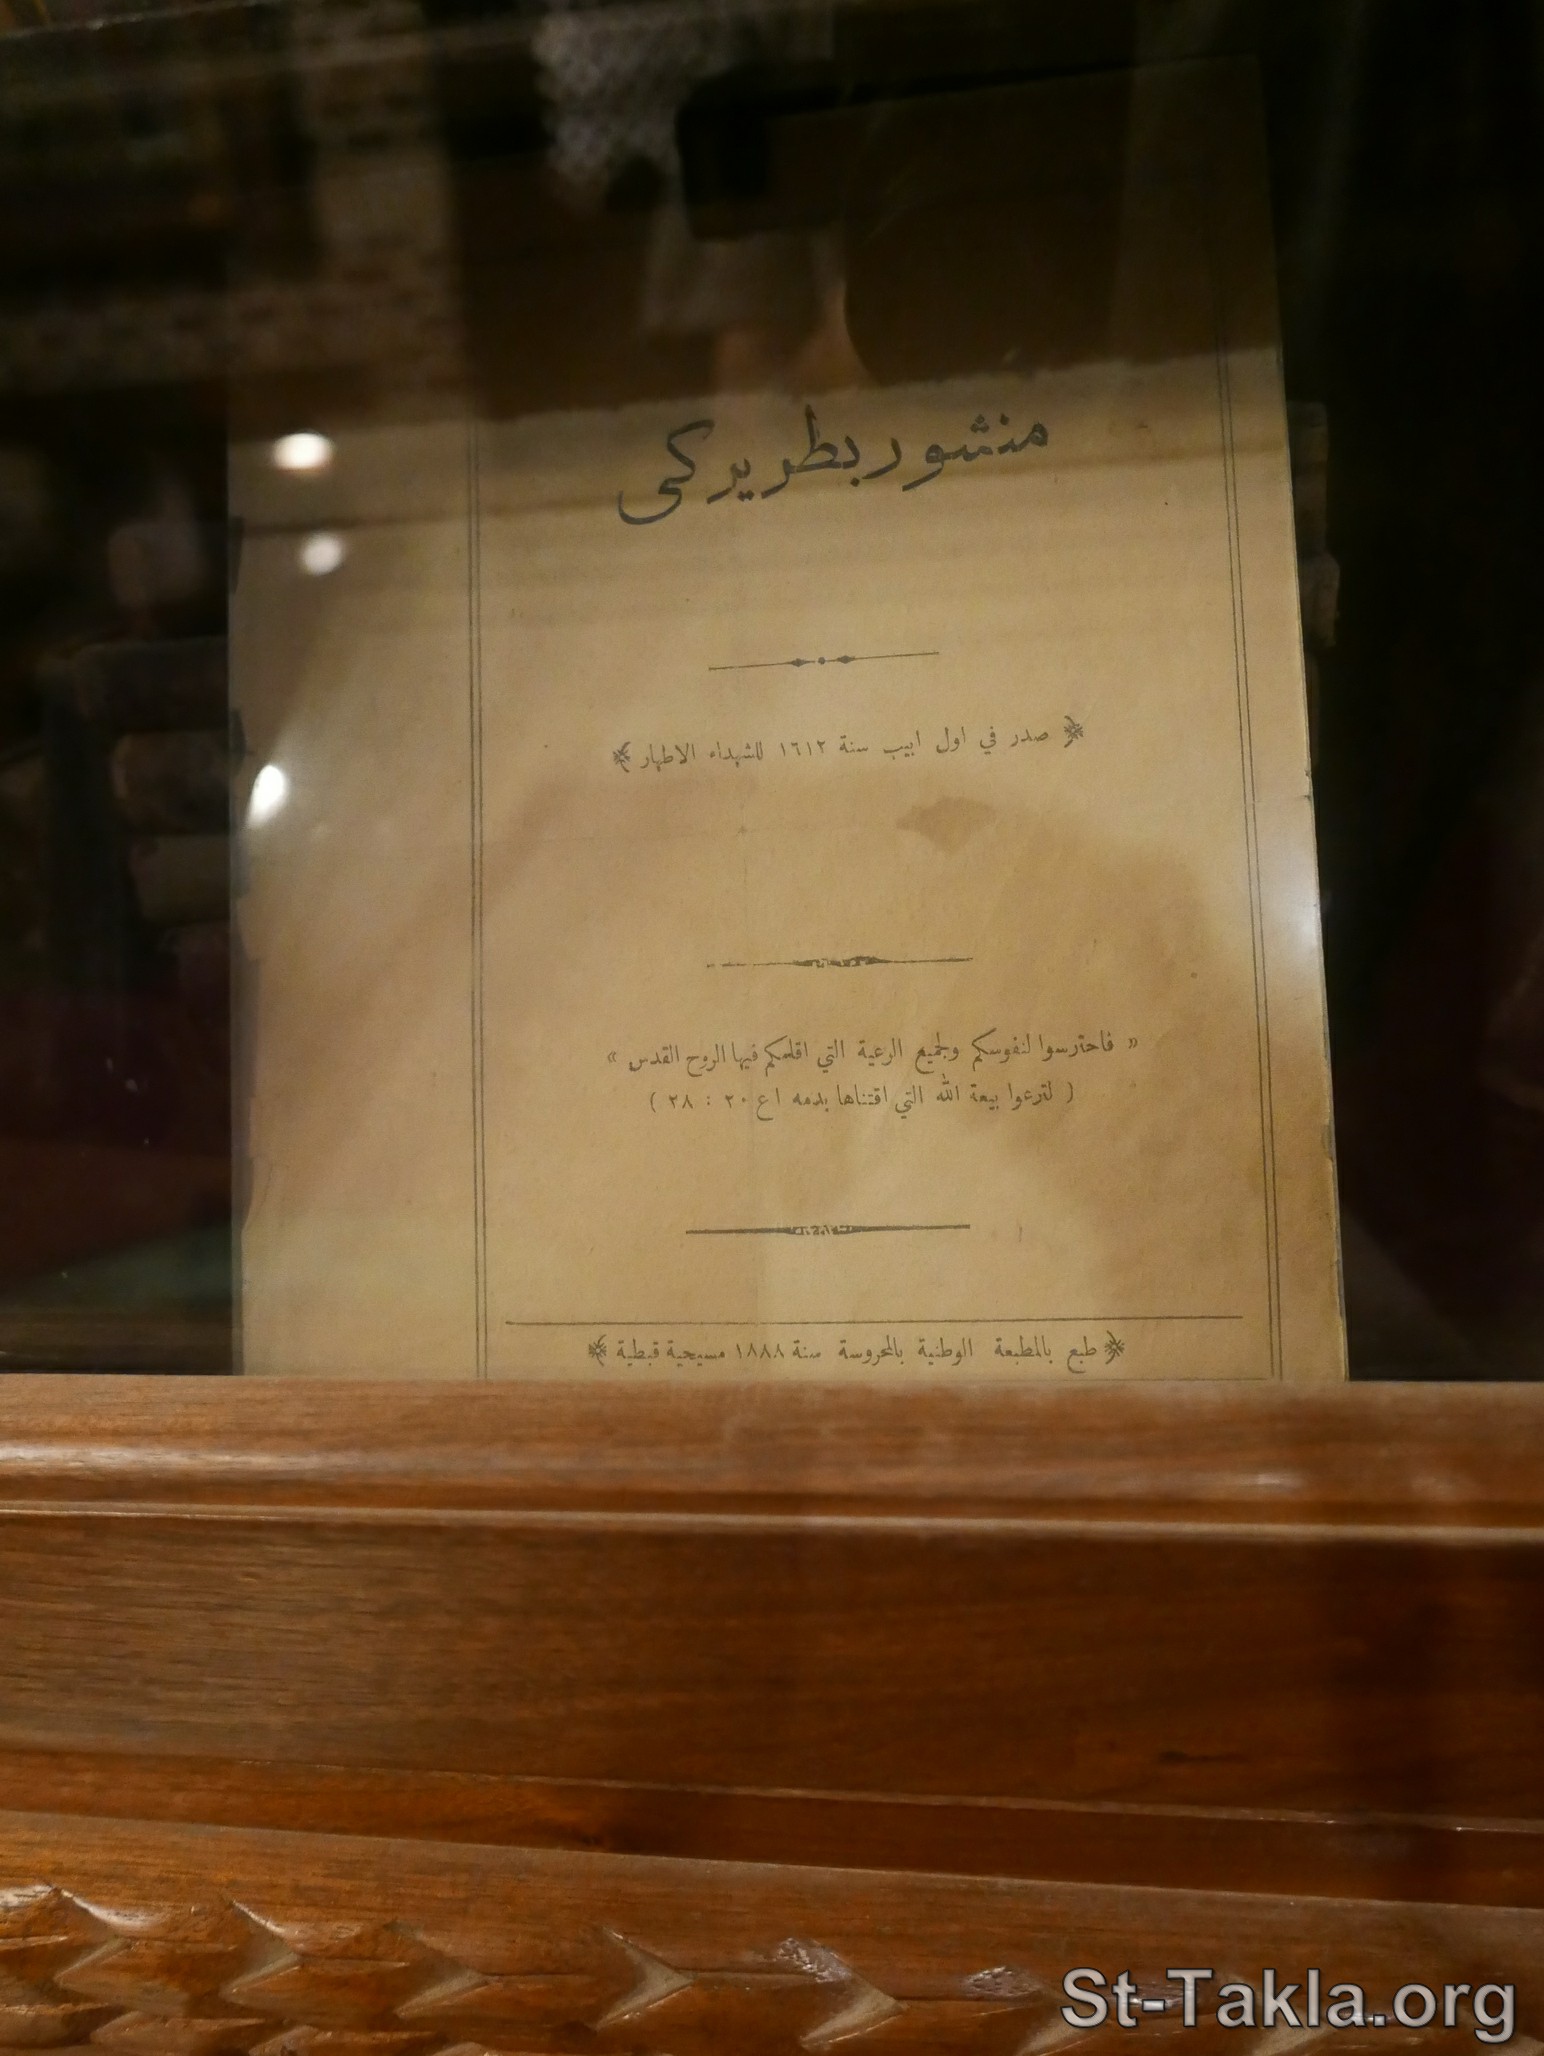 منشور بطريركى
صدر في اول ابيب سنة ١٦١٢ للشهداء الاطهار
« فاحترسوا لنفوسكم ولجميع الرعية التي اقامكم فيها الروح القدس »
( لترعوا بيعة الله التي اقتناها بدمه اع ٢٠ : ٢٨ )
طبع بالمطبعة الوطنية بالمحروسة سنة ١٨٨٨ مسيحية قبطية
St-Takla.org